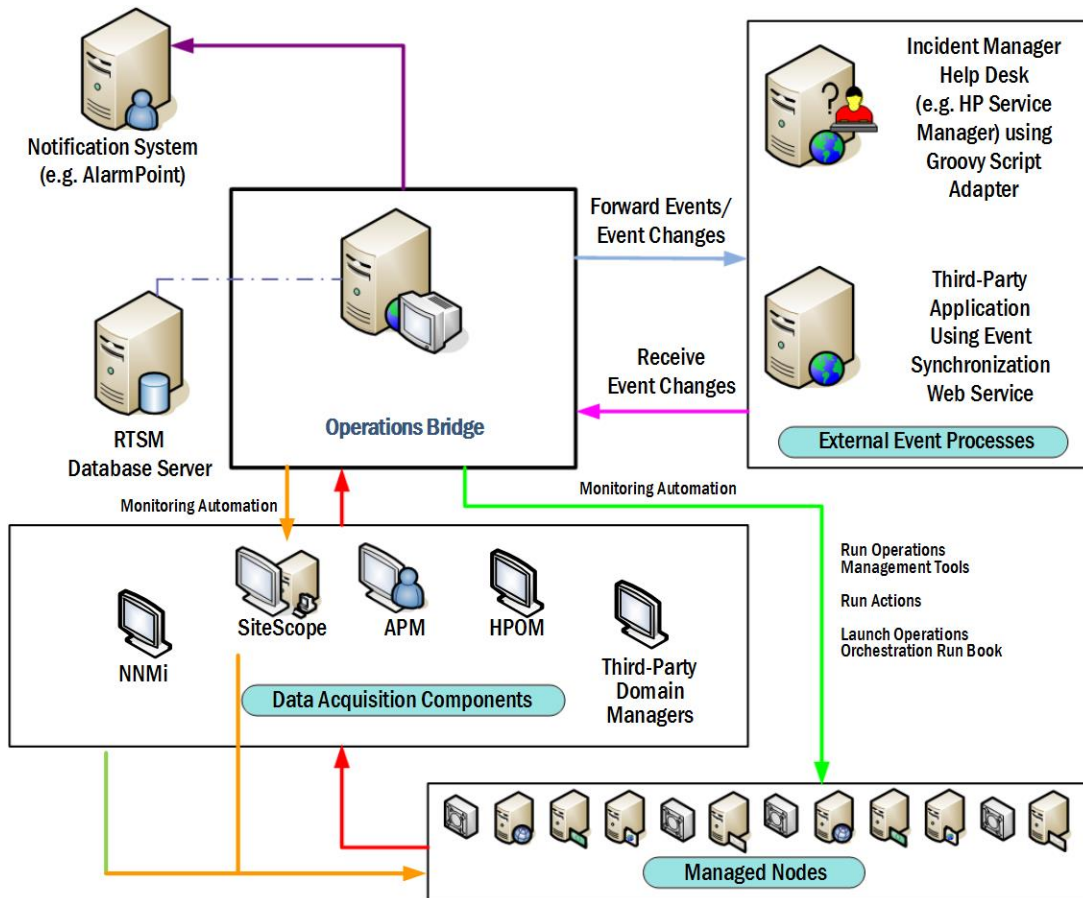 Notification System
(e.g. AlarmPoint)
Incident Manager
Help Desk
(e.g. HP Service
Manager) using
Groovy Script
Adapter
Forward Events/
Event Changes
Third-Party
Application
Using Event
Synchronization
Web Service
Receive
Event Changes
External Event Processes
Operations Bridge
RTSM
Database Server
Monitoring Automation
Monitoring Automation
Run Operations
Management Tools
Run Actions
Launch Operations
Orchestration Run Book
NNMi
SiteScope
APM
HPOM
Third-Party
Domain
Managers
Data Acquisition Components
Managed Nodes
?